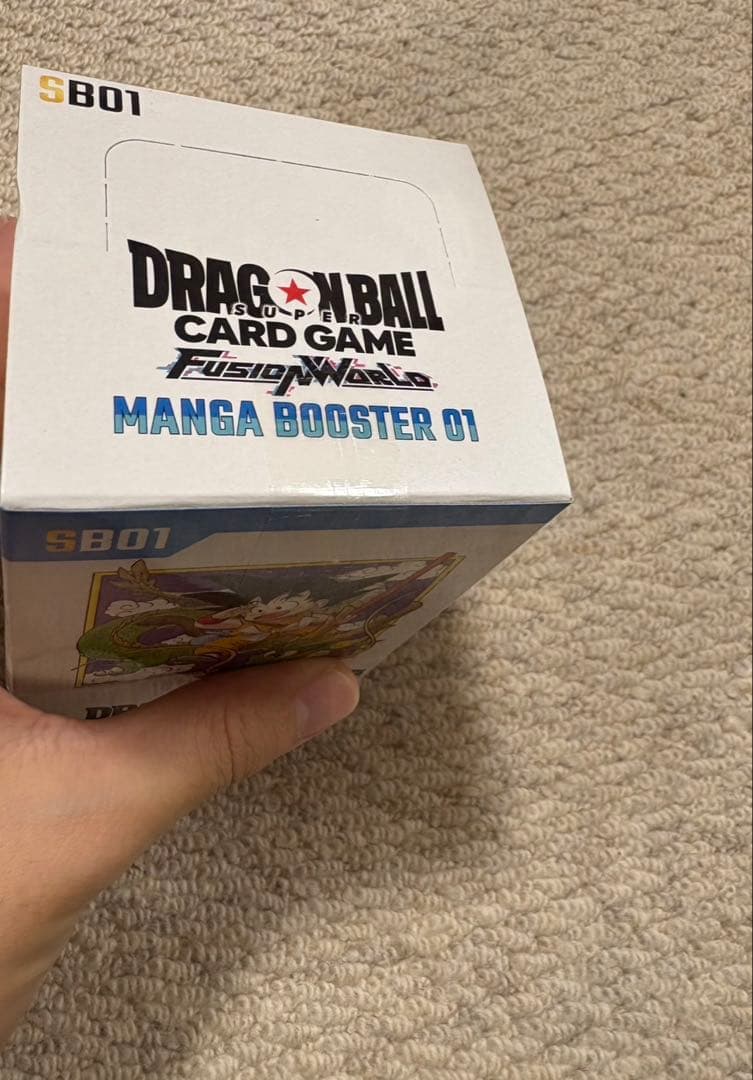 SB01
DRAGON BALL
SUPER
CARD GAME
FUSION WORLD
MANGA BOOSTER 01
SB01